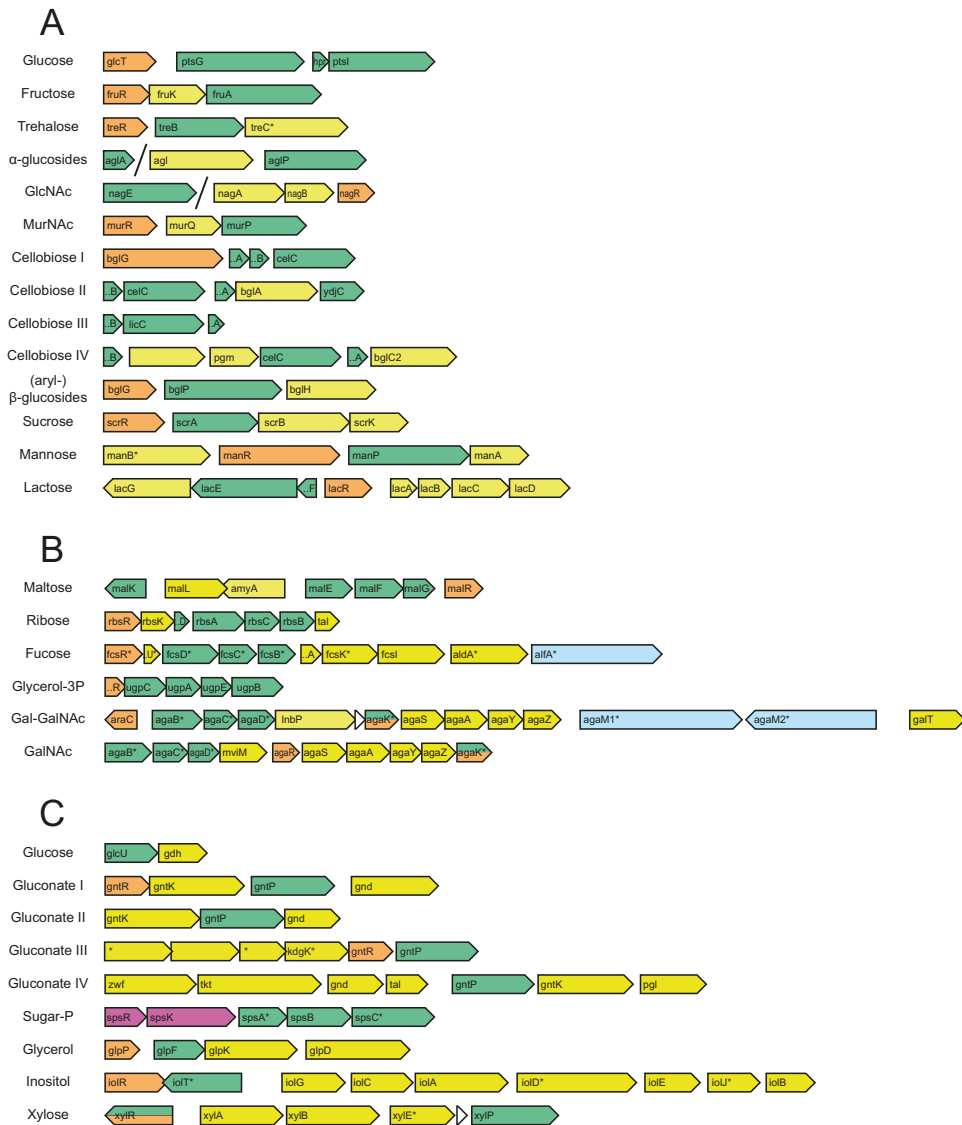 A
Glucose glcT ptsG hpr ptsI
Fructose fruR fruK fruA
Trehalose treR treB treC*
α-glucosides aglA agl aglP
GlcNAc nagE nagA nagB nagR
MurNAc murR murQ murP
Cellobiose I bglG ..A ..B celC
Cellobiose II ..B celC ..A bglA ydjC
Cellobiose III ..B licC ..A
Cellobiose IV ..B pgm celC ..A bglC2
(aryl-)
β-glucosides bglG bglP bglH
Sucrose scrR scrA scrB scrK
Mannose manB* manR manP manA
Lactose lacG lacE ..F lacR lacA lacB lacC lacD
B
Maltose malK malL amyA malE malF malG malR
Ribose rbsR rbsK ..D rbsA rbsC rbsB tal
Fucose fcsR* ..U* fcsD* fcsC* fcsB* ..A fcsK* fcsI aldA* alfA*
Glycerol-3P ..R ugpC ugpA ugpE ugpB
Gal-GalNAc araC agaB* agaC* agaD* lnbP agaK* agaS agaA agaY agaZ agaM1* agaM2* galT
GalNAc agaB* agaC* agaD* mviM agaR agaS agaA agaY agaZ agaK*
C
Glucose glcU gdh
Gluconate I gntR gntK gntP gnd
Gluconate II gntK gntP gnd
Gluconate III * * kdgK* gntR gntP
Gluconate IV zwf tkt gnd tal gntP gntK pgl
Sugar-P spsR spsK spsA* spsB spsC*
Glycerol glpP glpF glpK glpD
Inositol iolR iolT* iolG iolC iolA iolD* iolE iolJ* iolB
Xylose xylR xylA xylB xylE* xylP